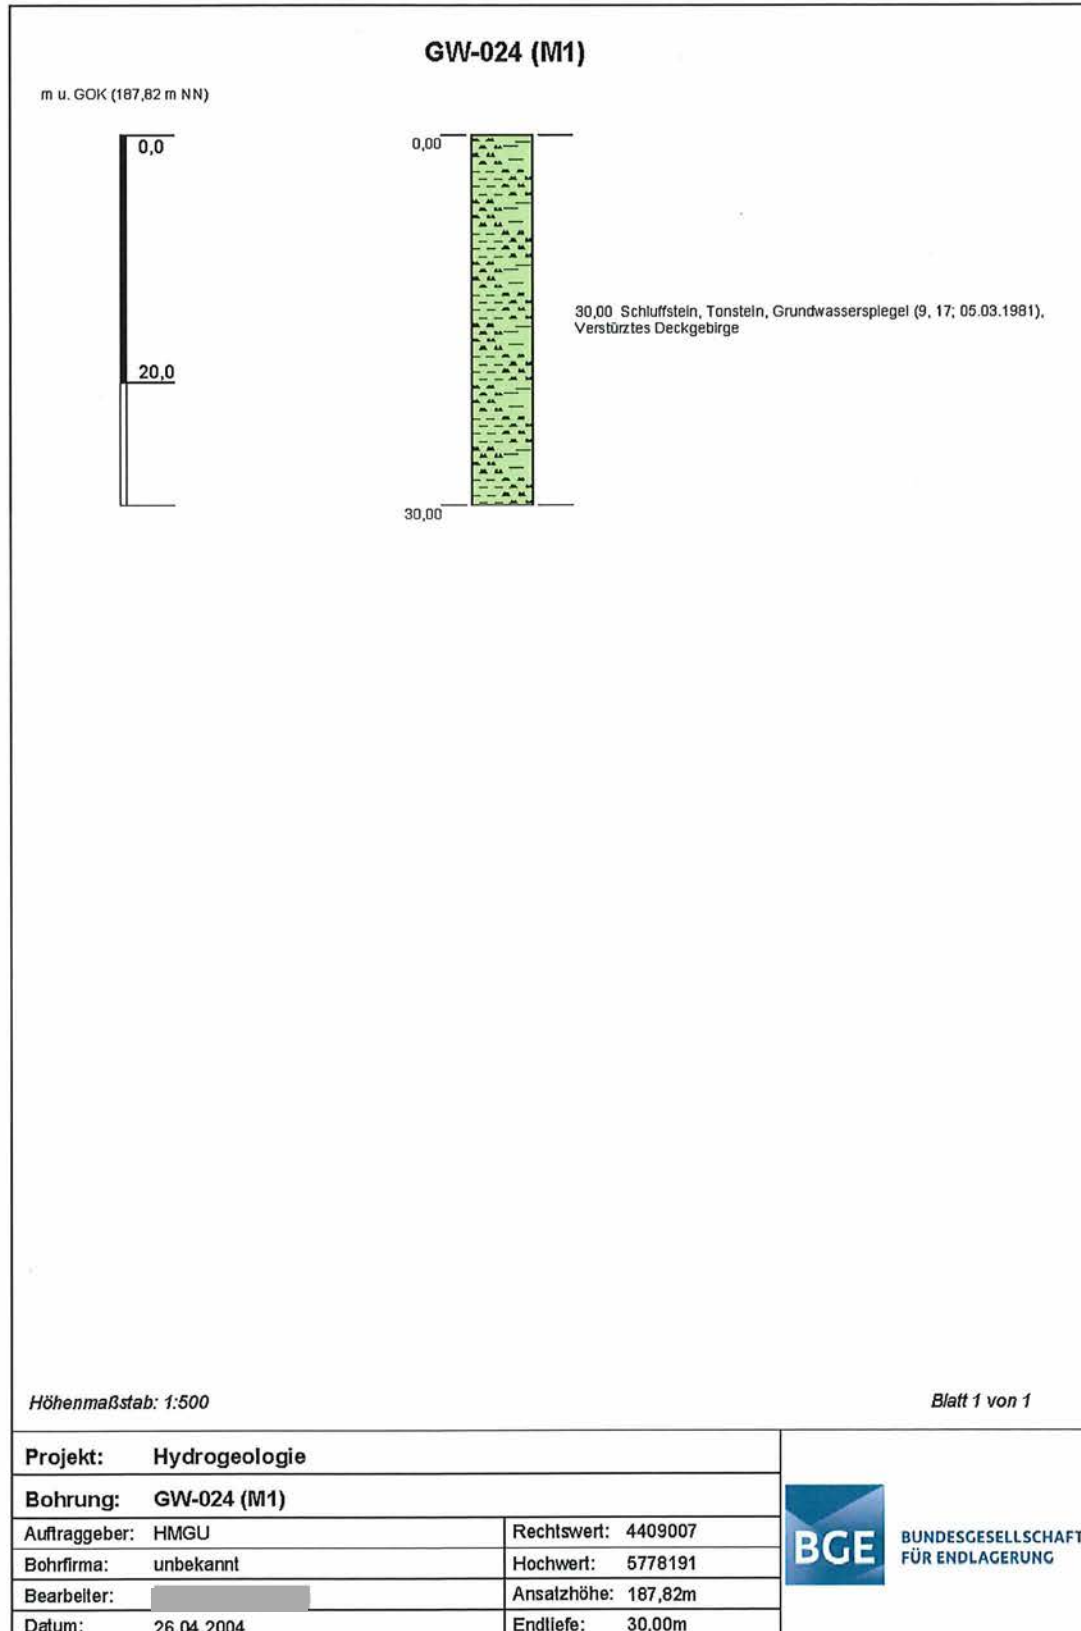 GW-024 (M1)
m u. GOK (187,82 m NN)
0,0
20,0
0,00
30,00 Schluffstein, Tonstein, Grundwasserspiegel (9, 17; 05.03.1981),
Verstürztes Deckgebirge
30,00
Höhenmaßstab: 1:500
Blatt 1 von 1
Projekt: Hydrogeologie
Bohrung: GW-024 (M1)
Auftraggeber: HMGU
Rechtswert: 4409007
Bohrfirma: unbekannt
Hochwert: 5778191
Bearbeiter:
Ansatzhöhe: 187,82m
Datum: 26.04.2004
Endtiefe: 30.00m
BGE
BUNDESGESELLSCHAFT
FÜR ENDLAGERUNG